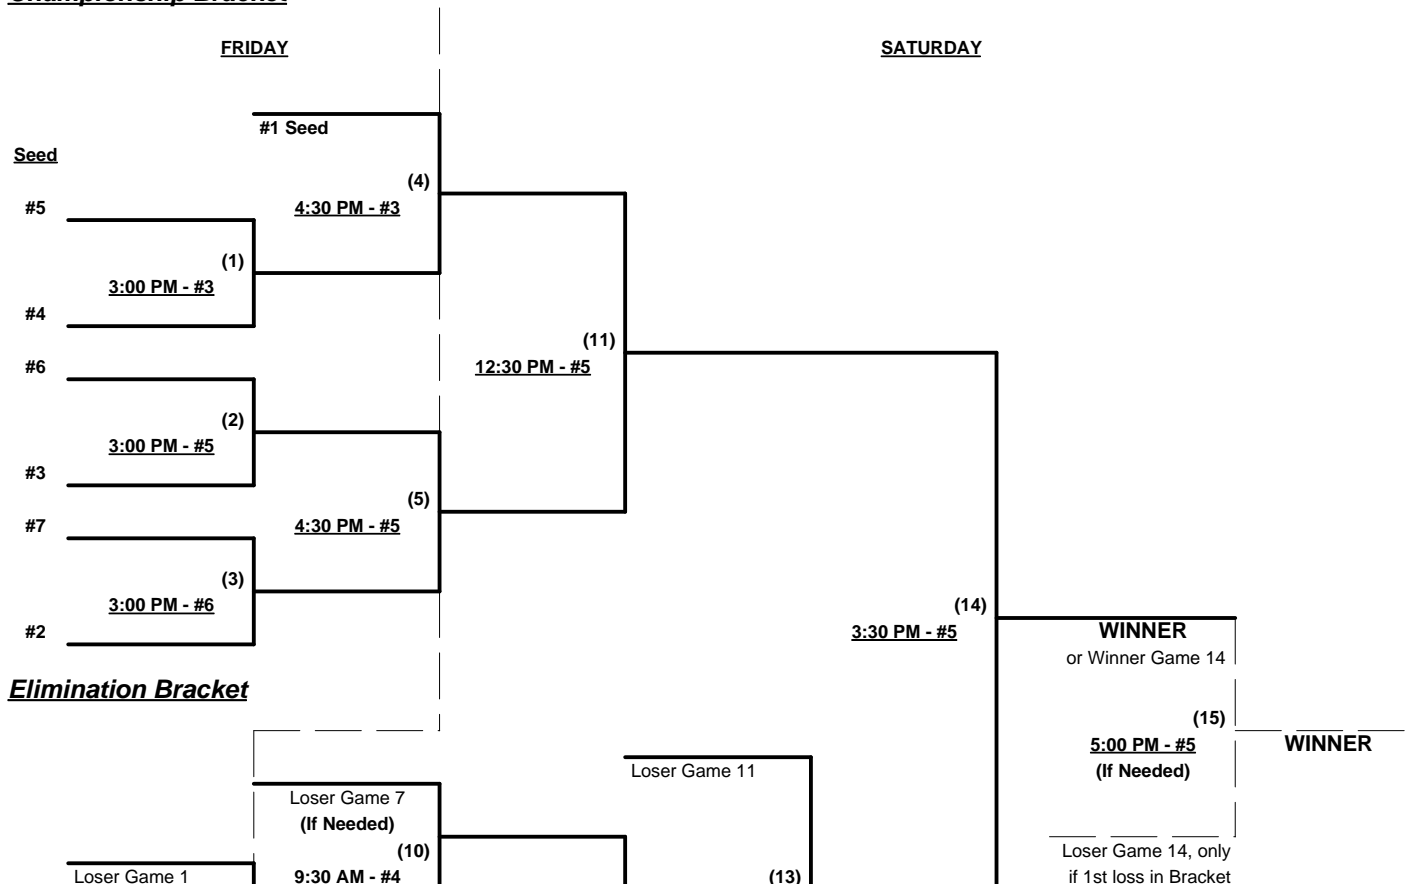 Championship Bracket
FRIDAY
SATURDAY
#1 Seed
Seed
(4)
#5
4:30 PM - #3
(1)
3:00 PM - #3
#4
(11)
#6
12:30 PM - #5
(2)
3:00 PM - #5
#3
(5)
#7
4:30 PM - #5
(3)
3:00 PM - #6
(14)
#2
3:30 PM - #5
WINNER
or Winner Game 14
Elimination Bracket
(15)
5:00 PM - #5
WINNER
(If Needed)
Loser Game 11
Loser Game 7
(If Needed)
(10)
Loser Game 14, only
Loser Game 1
9:30 AM - #4
(13)
if 1st loss in Bracket